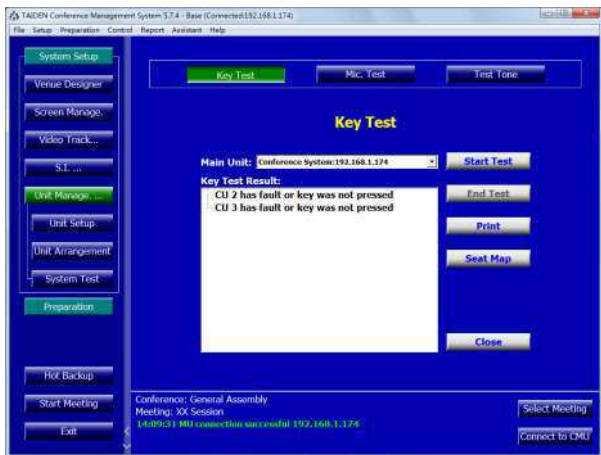 TAIDEN Conference Management System 5.7.4 - Base (Connected:192.168.1.174)
File Setup Preparation Control Report Assistant Help
System Setup
Venue Designer
Screen Manage.
Video Track...
S.I. ...
Unit Manage. ...
Unit Setup
Unit Arrangement
System Test
Preparation
Hot Backup
Start Meeting
Exit
Key Test
Mic. Test
Test Tone
Key Test
Main Unit: Conference System:192.168.1.174
Start Test
Key Test Result:
CU 2 has fault or key was not pressed
CU 3 has fault or key was not pressed
End Test
Print
Seat Map
Close
Conference: General Assembly
Meeting: XX Session
14:09:31 MU connection successful 192.168.1.174
Select Meeting
Connect to CMU